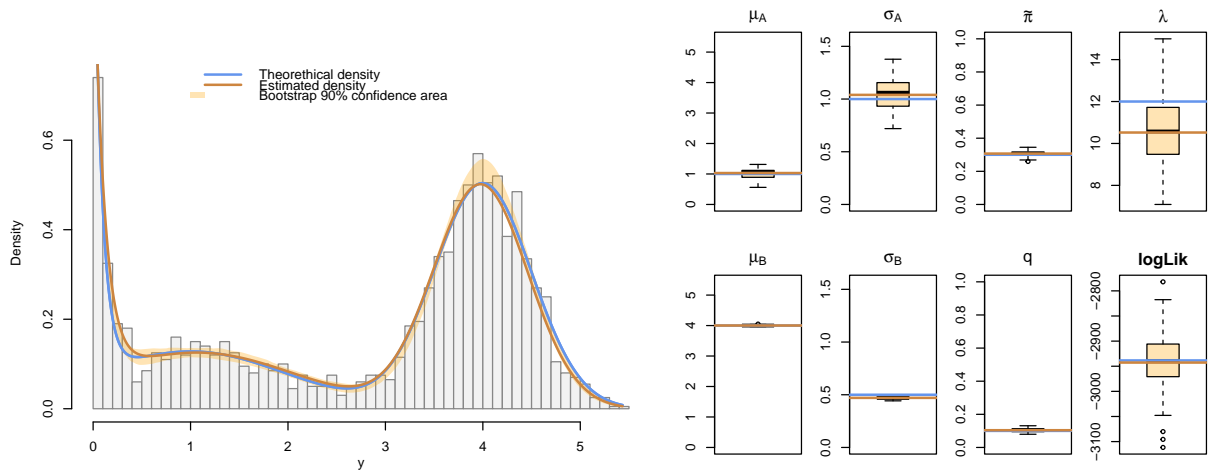 Theorethical density
Estimated density
Bootstrap 90% confidence area
Density
0.0 0.2 0.4 0.6
0 1 2 3 4 5
y
μA
0 1 2 3 4 5
σA
0.0 0.5 1.0 1.5
π̃
0.0 0.2 0.4 0.6 0.8 1.0
λ
8 10 12 14
μB
0 1 2 3 4 5
σB
0.0 0.5 1.0 1.5
q
0.0 0.2 0.4 0.6 0.8 1.0
logLik
−3100 −3000 −2900 −2800